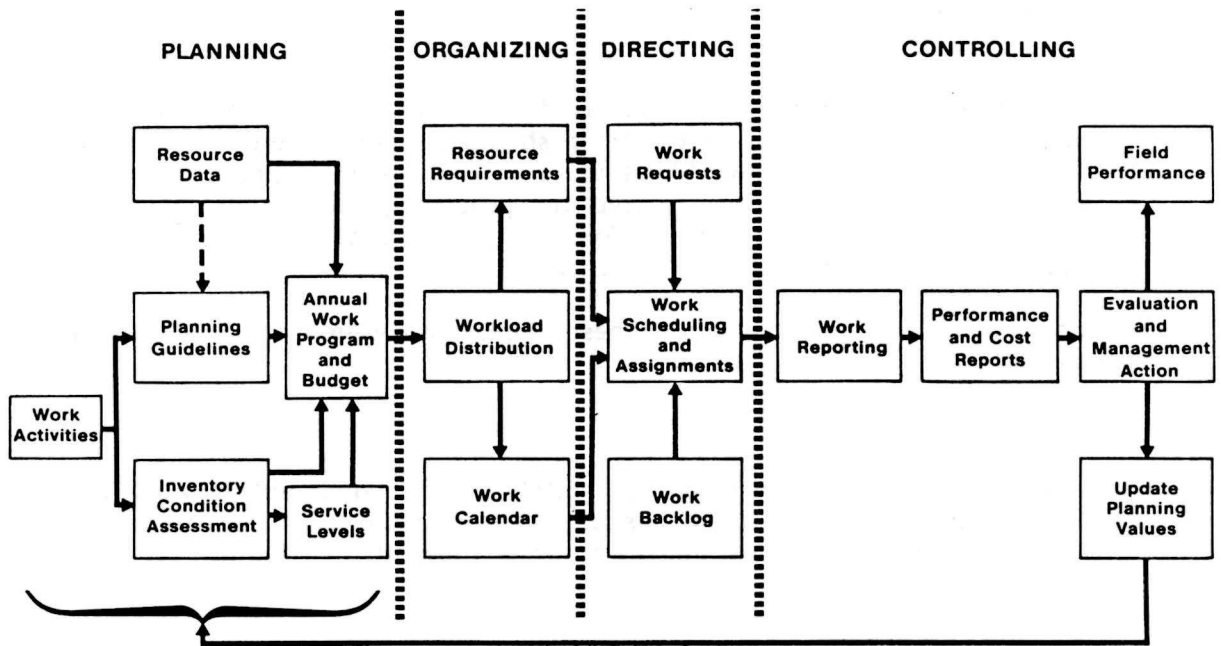 PLANNING
ORGANIZING
DIRECTING
CONTROLLING
Resource
Data
Planning
Guidelines
Annual
Work
Program
and
Budget
Work
Activities
Inventory
Condition
Assessment
Service
Levels
Resource
Requirements
Workload
Distribution
Work
Calendar
Work
Requests
Work
Scheduling
and
Assignments
Work
Backlog
Work
Reporting
Performance
and Cost
Reports
Field
Performance
Evaluation
and
Management
Action
Update
Planning
Values